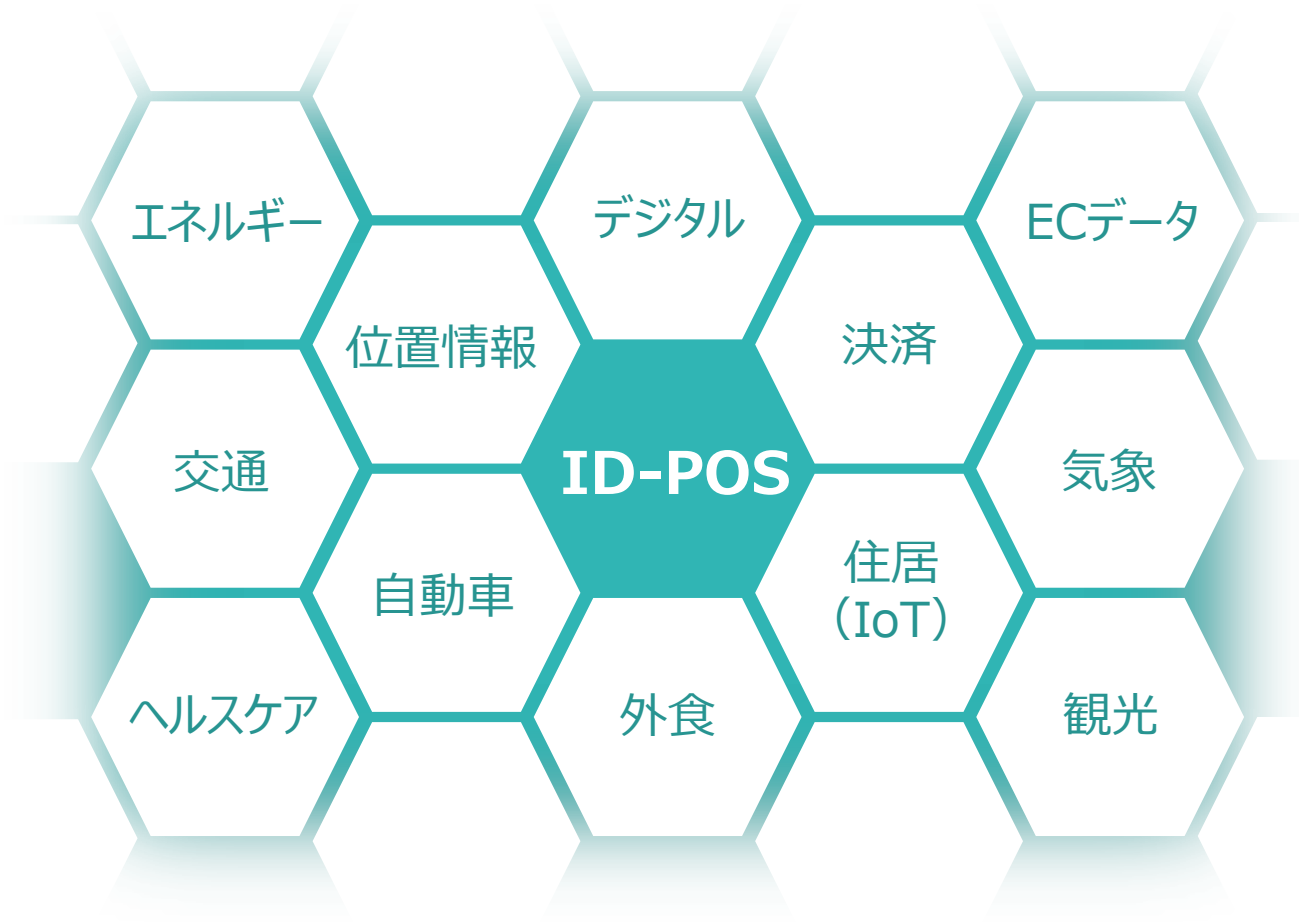 エネルギー
デジタル
ECデータ
位置情報
決済
交通
ID-POS
気象
自動車
住居
（IoT）
ヘルスケア
外食
観光